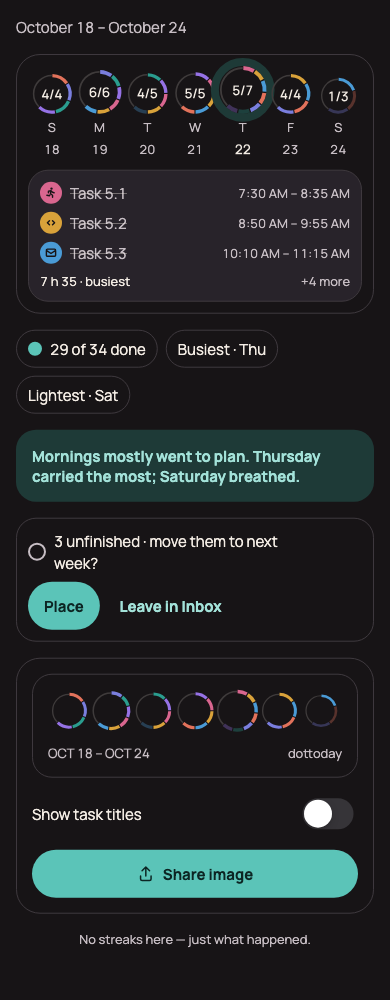 October 18 – October 24
4/4 6/6 4/5 5/5 5/7 4/4 1/3
S M T W T F S
18 19 20 21 22 23 24
Task 5.1 7:30 AM – 8:35 AM
Task 5.2 8:50 AM – 9:55 AM
Task 5.3 10:10 AM – 11:15 AM
7 h 35 · busiest +4 more
29 of 34 done Busiest · Thu
Lightest · Sat
Mornings mostly went to plan. Thursday
carried the most; Saturday breathed.
3 unfinished · move them to next
week?
Place Leave in Inbox
OCT 18 – OCT 24 dottoday
Show task titles
Share image
No streaks here — just what happened.